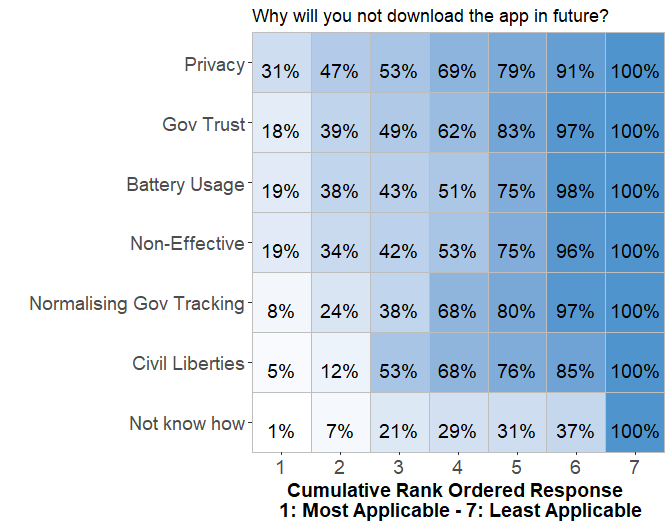 Why will you not download the app in future?
Privacy 31% 47% 53% 69% 79% 91% 100%
Gov Trust 18% 39% 49% 62% 83% 97% 100%
Battery Usage 19% 38% 43% 51% 75% 98% 100%
Non-Effective 19% 34% 42% 53% 75% 96% 100%
Normalising Gov Tracking 8% 24% 38% 68% 80% 97% 100%
Civil Liberties 5% 12% 53% 68% 76% 85% 100%
Not know how 1% 7% 21% 29% 31% 37% 100%
1 2 3 4 5 6 7
Cumulative Rank Ordered Response
1: Most Applicable - 7: Least Applicable